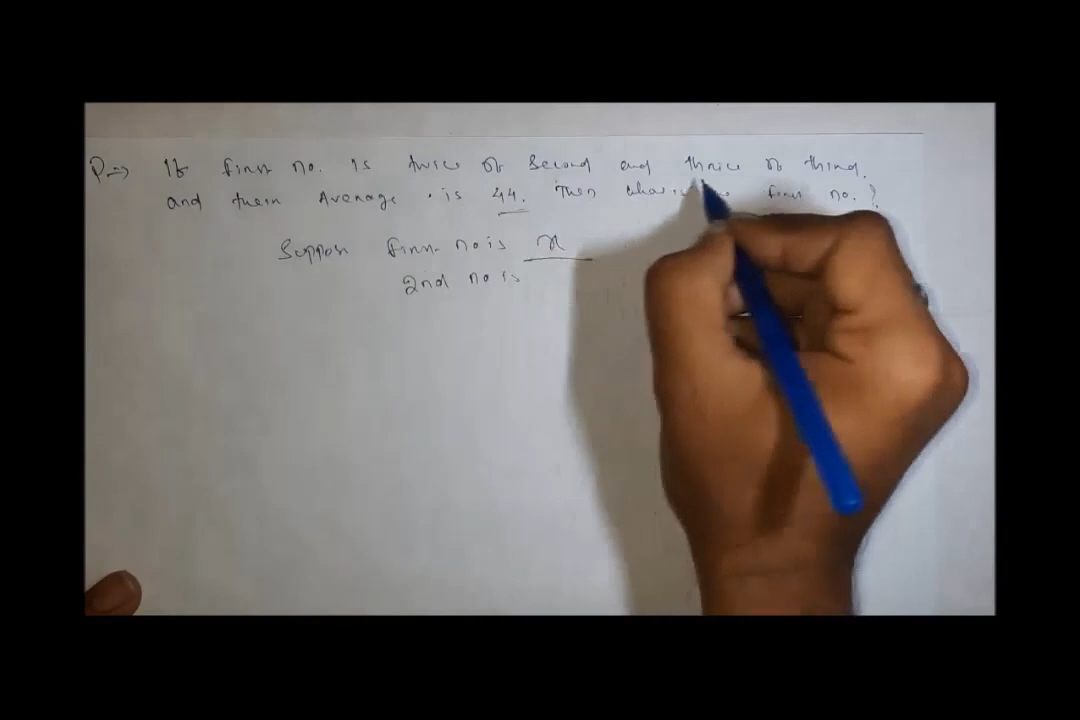 Q⇒ If first no. is twice of second and thrice of third.
and their Average is 44. Then first no.?
Suppose first no is x
2nd no is